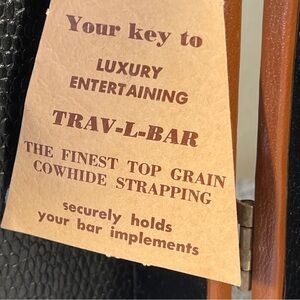 Your key to
LUXURY
ENTERTAINING
TRAV-L-BAR
THE FINEST TOP GRAIN
COWHIDE STRAPPING
securely holds
your bar implements